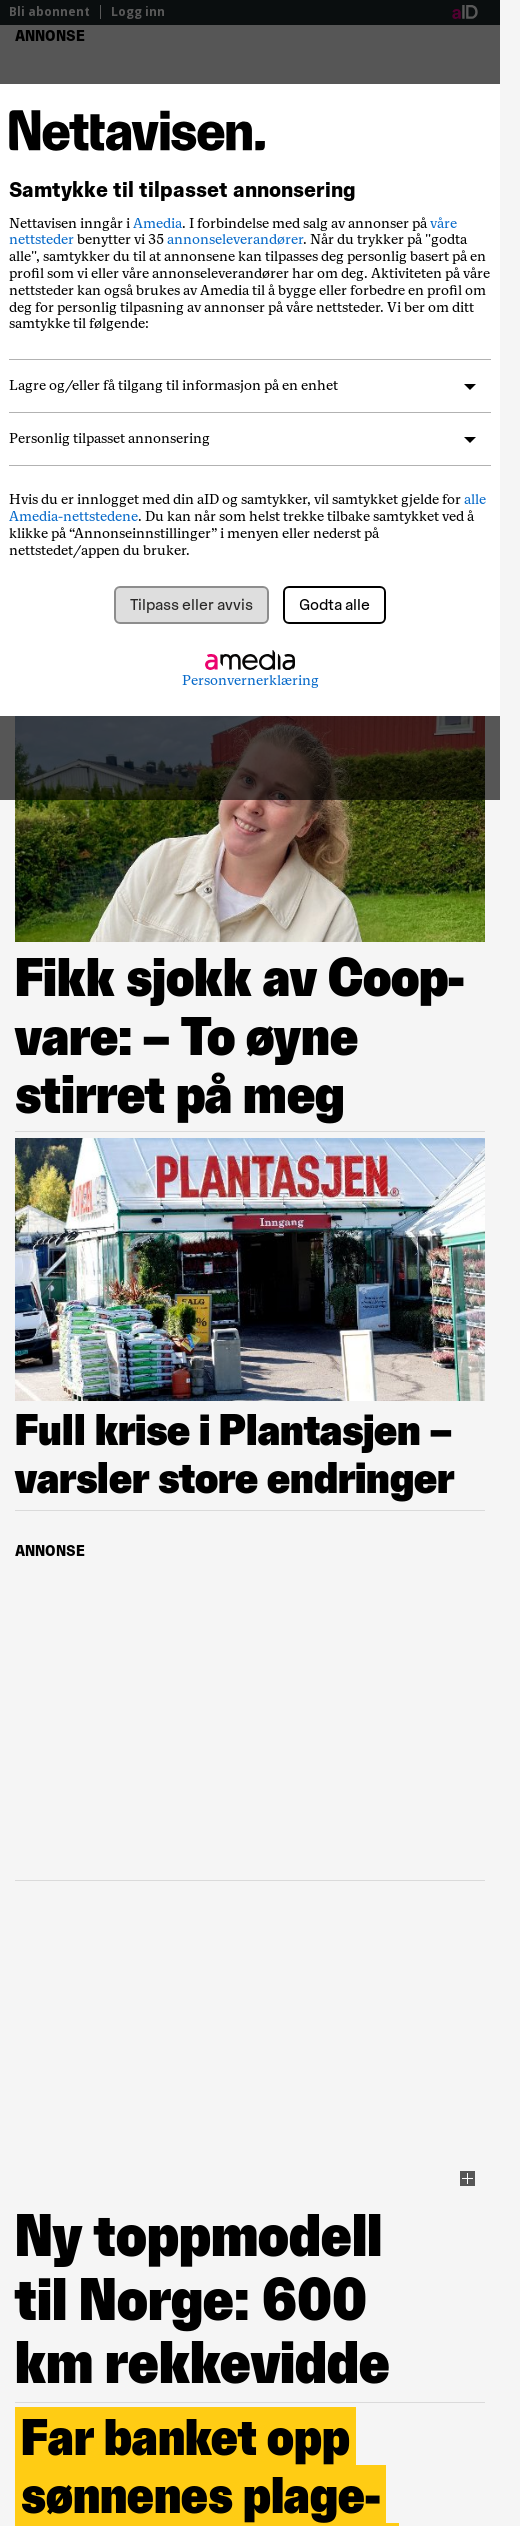 Bli abonnent | Logg inn
aID
ANNONSE
Nettavisen.
Samtykke til tilpasset annonsering
Nettavisen inngår i Amedia. I forbindelse med salg av annonser på våre
nettsteder benytter vi 35 annonseleverandører. Når du trykker på "godta
alle", samtykker du til at annonsene kan tilpasses deg personlig basert på en
profil som vi eller våre annonseleverandører har om deg. Aktiviteten på våre
nettsteder kan også brukes av Amedia til å bygge eller forbedre en profil om
deg for personlig tilpasning av annonser på våre nettsteder. Vi ber om ditt
samtykke til følgende:
Lagre og/eller få tilgang til informasjon på en enhet
Personlig tilpasset annonsering
Hvis du er innlogget med din aID og samtykker, vil samtykket gjelde for alle
Amedia-nettstedene. Du kan når som helst trekke tilbake samtykket ved å
klikke på “Annonseinnstillinger” i menyen eller nederst på
nettstedet/appen du bruker.
Tilpass eller avvis
Godta alle
amedia
Personvernerklæring
Fikk sjokk av Coop-
vare: – To øyne
stirret på meg
PLANTASJEN®
Inngang
SALG
Full krise i Plantasjen –
varsler store endringer
ANNONSE
Ny toppmodell
til Norge: 600
km rekkevidde
Far banket opp
sønnenes plage-